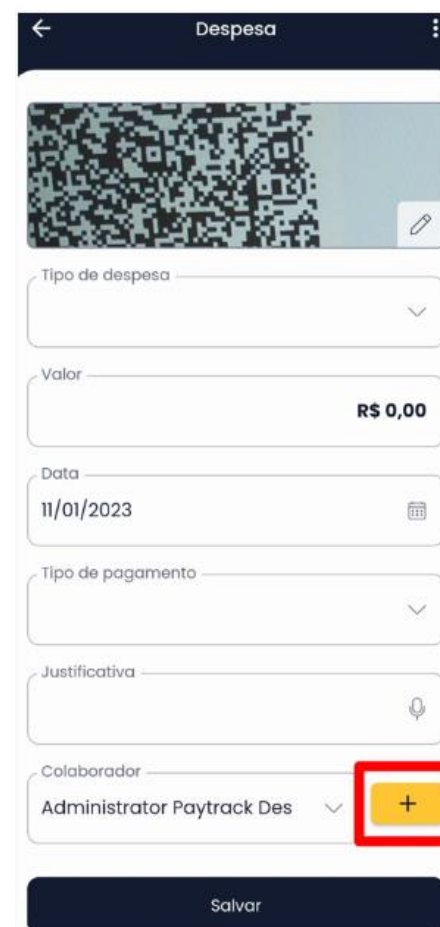 Despesa
Tipo de despesa
Valor
R$ 0,00
Data
11/01/2023
Tipo de pagamento
Justificativa
Colaborador
Administrator Paytrack Des
+
Salvar